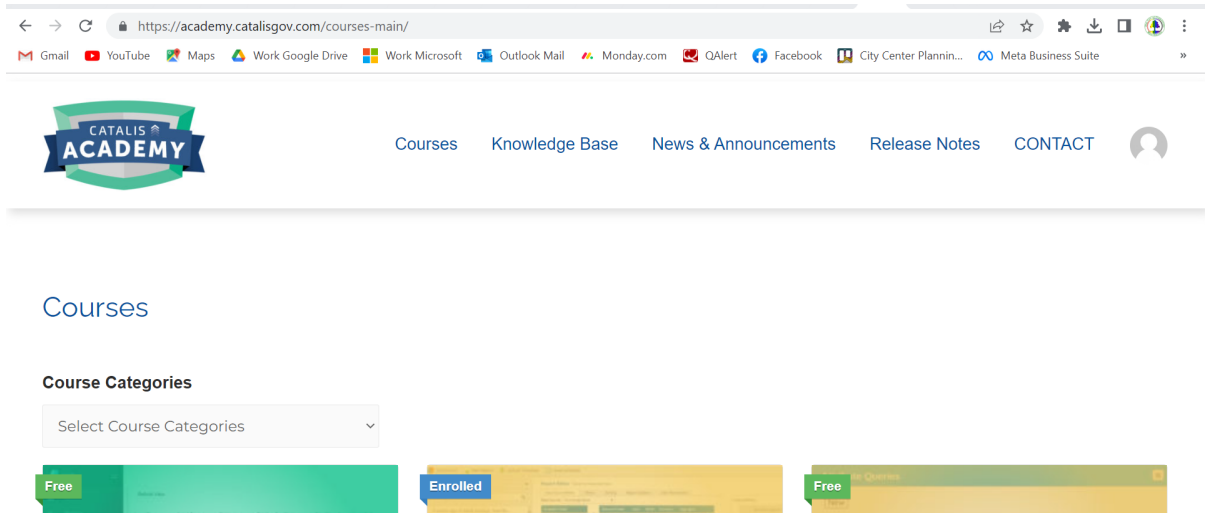 https://academy.catalisgov.com/courses-main/
Gmail YouTube Maps Work Google Drive Work Microsoft Outlook Mail Monday.com QAlert Facebook City Center Plannin... Meta Business Suite »
CATALIS
ACADEMY
Courses Knowledge Base News & Announcements Release Notes CONTACT
Courses
Course Categories
Select Course Categories
Free Enrolled Free